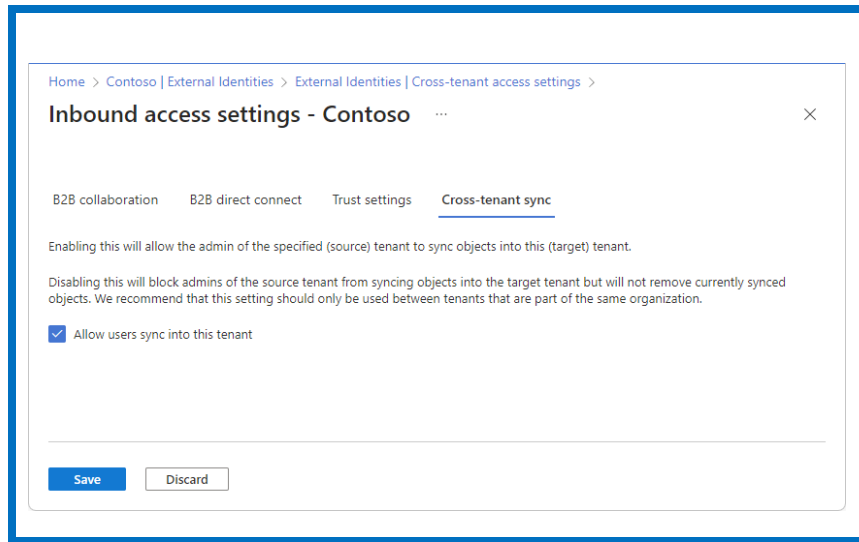 Home > Contoso | External Identities > External Identities | Cross-tenant access settings >
Inbound access settings - Contoso ...
B2B collaboration B2B direct connect Trust settings Cross-tenant sync
Enabling this will allow the admin of the specified (source) tenant to sync objects into this (target) tenant.
Disabling this will block admins of the source tenant from syncing objects into the target tenant but will not remove currently synced
objects. We recommend that this setting should only be used between tenants that are part of the same organization.
Allow users sync into this tenant
Save Discard